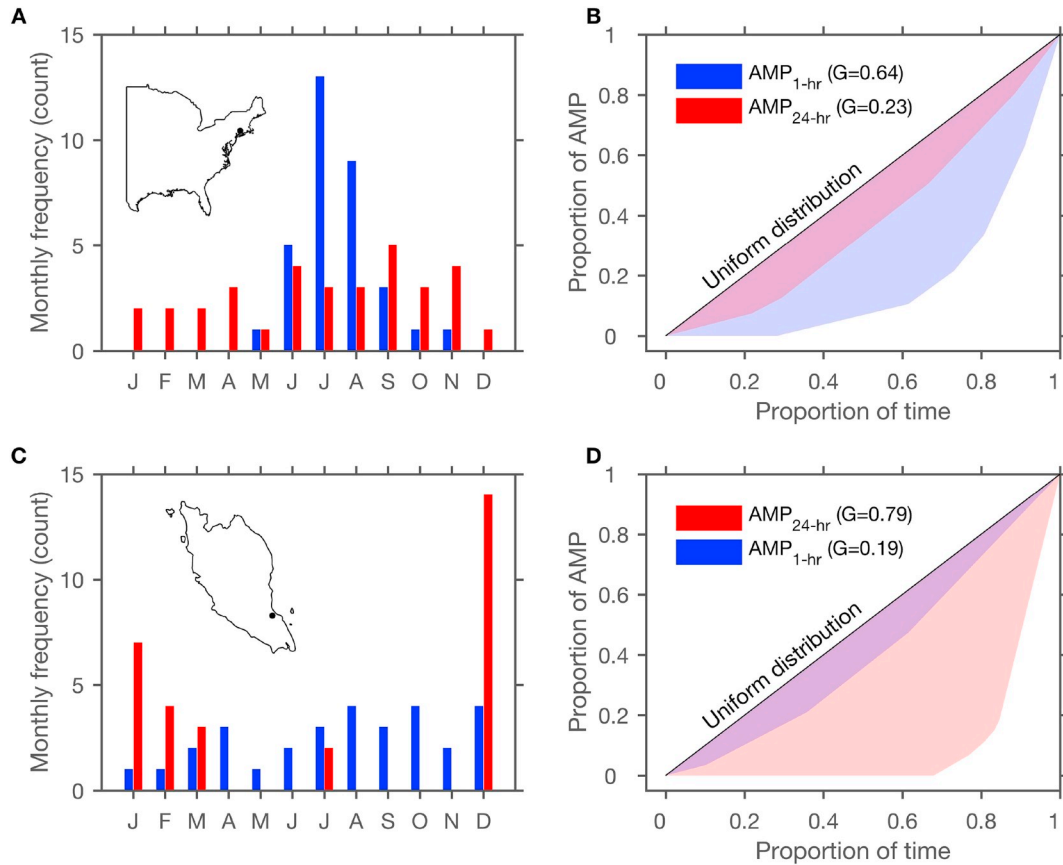 A
Monthly frequency (count)
15
10
5
0
J F M A M J J A S O N D
B
Proportion of AMP
1
0.8
0.6
0.4
0.2
0
AMP1-hr (G=0.64)
AMP24-hr (G=0.23)
Uniform distribution
0 0.2 0.4 0.6 0.8 1
Proportion of time
C
Monthly frequency (count)
15
10
5
0
J F M A M J J A S O N D
D
Proportion of AMP
1
0.8
0.6
0.4
0.2
0
AMP24-hr (G=0.79)
AMP1-hr (G=0.19)
Uniform distribution
0 0.2 0.4 0.6 0.8 1
Proportion of time